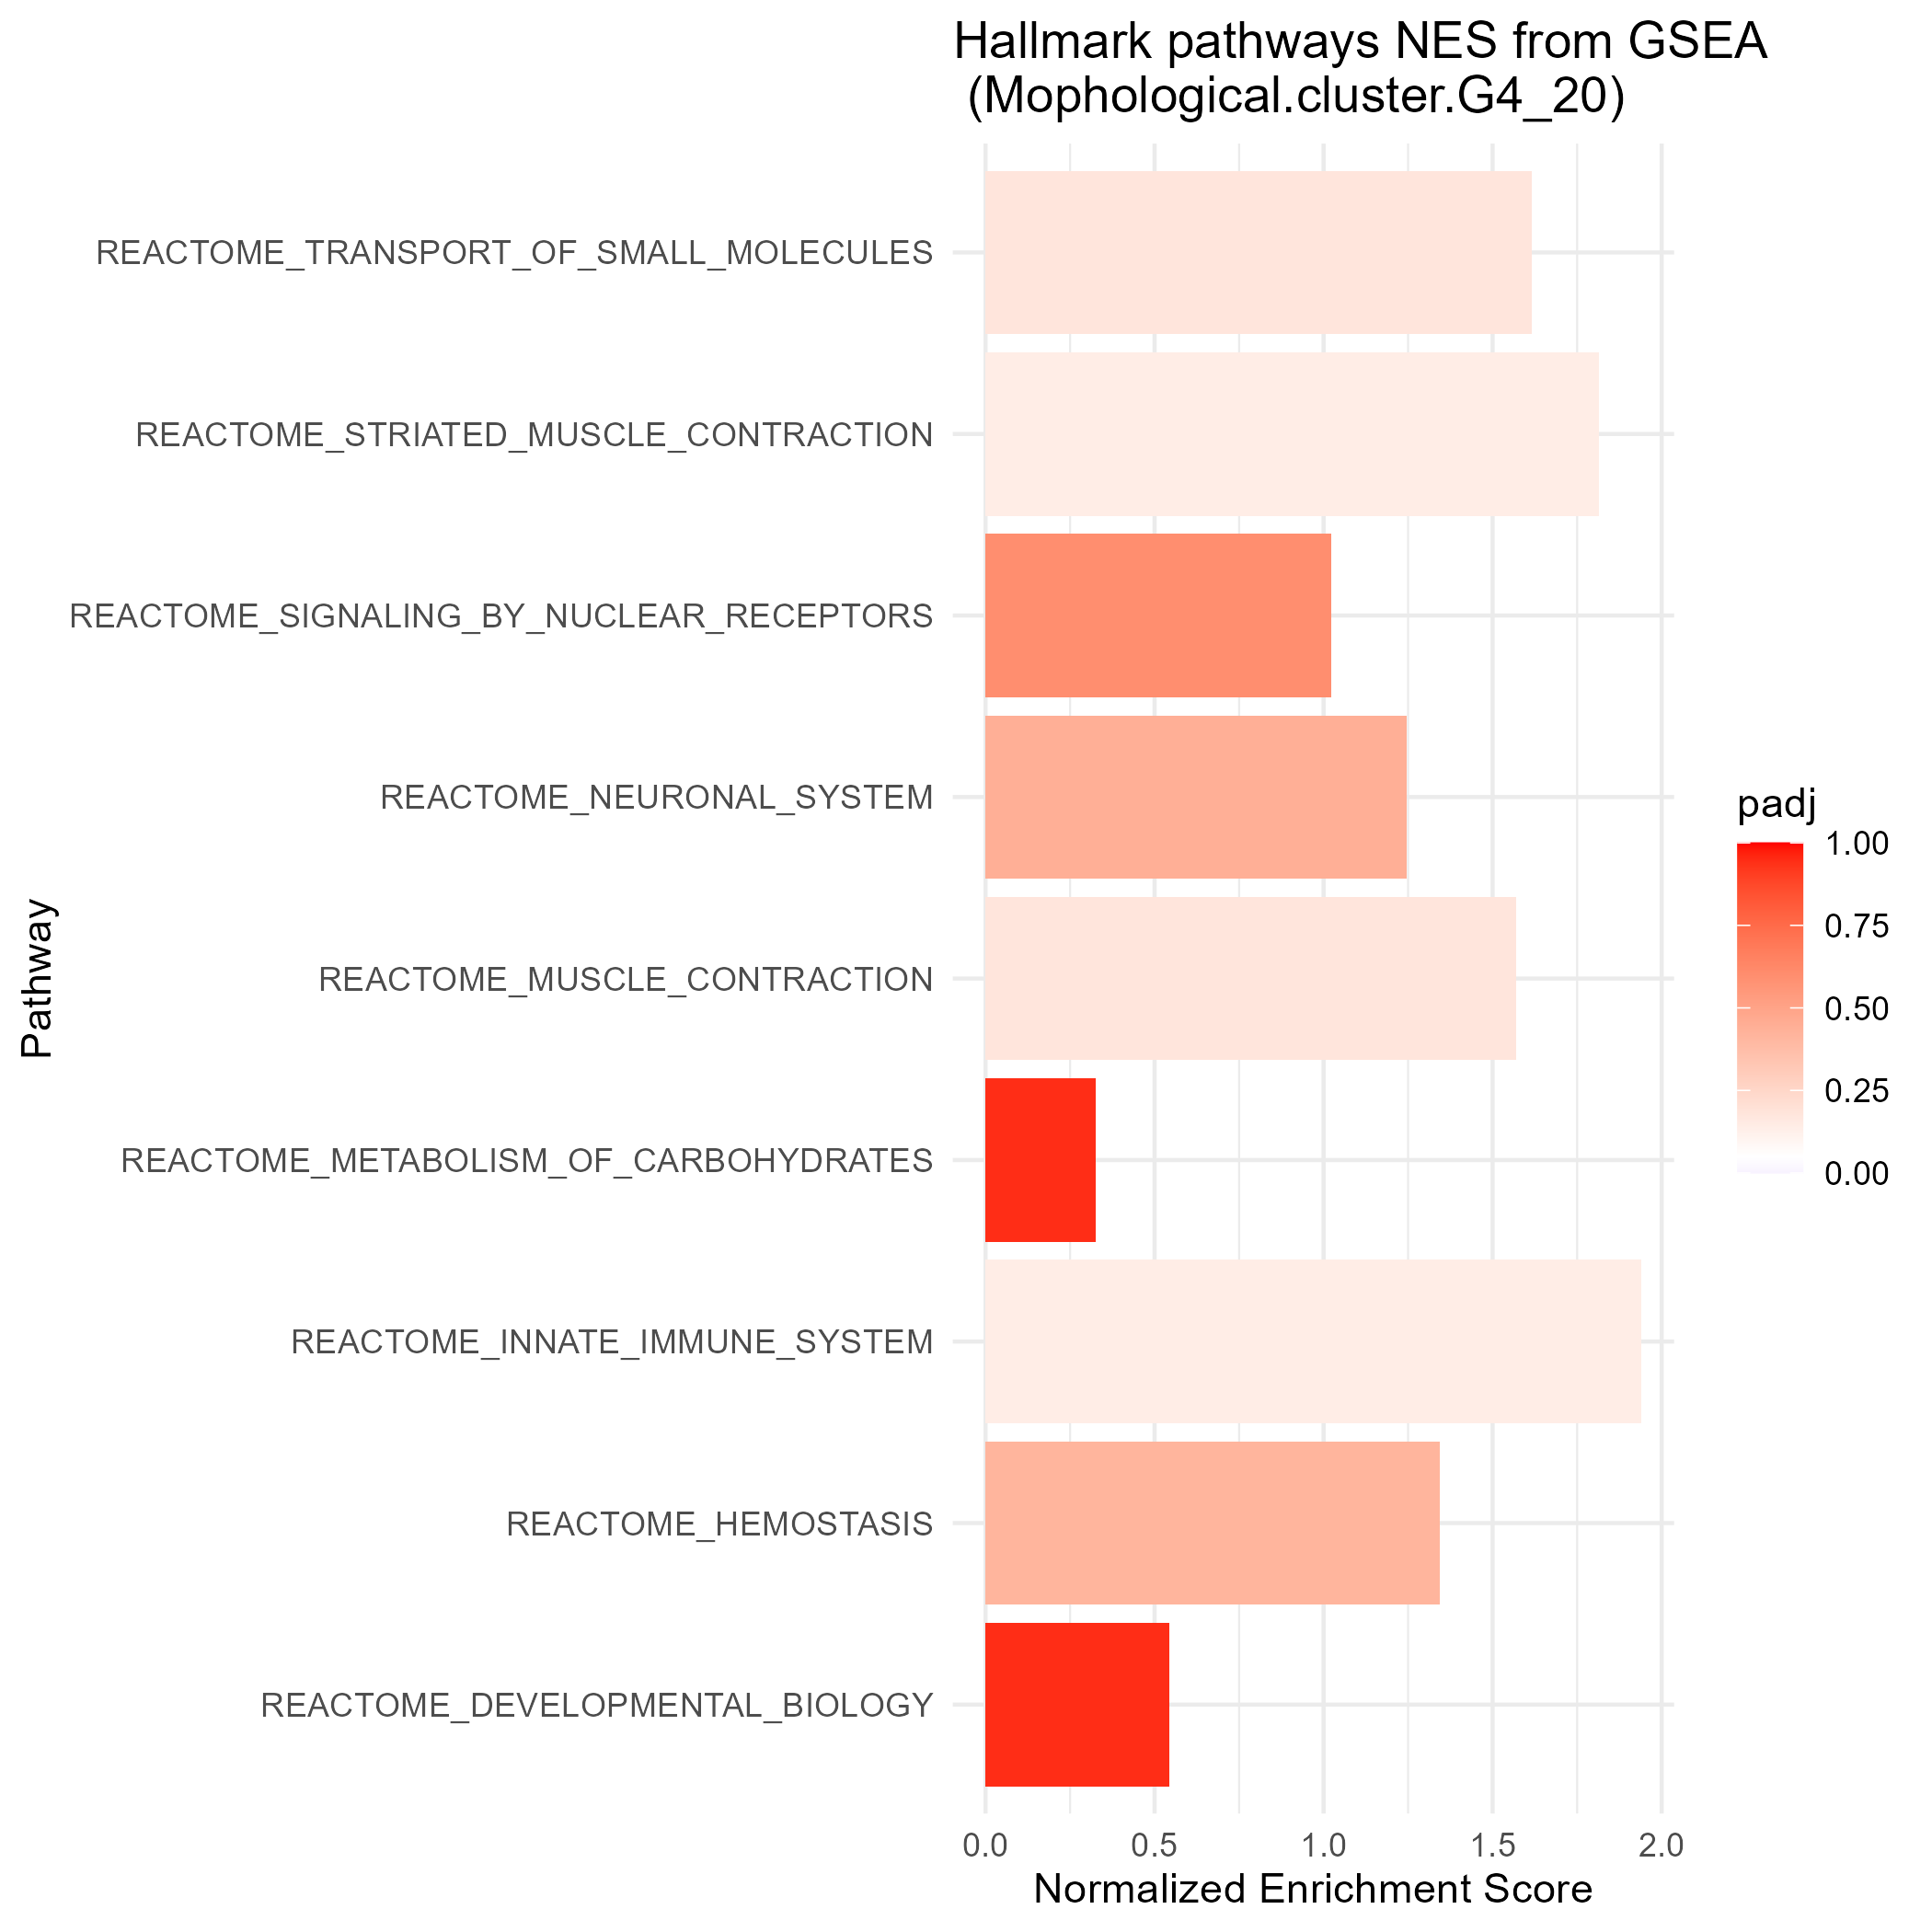 Hallmark pathways NES from GSEA
(Mophological.cluster.G4_20)
REACTOME_TRANSPORT_OF_SMALL_MOLECULES
REACTOME_STRIATED_MUSCLE_CONTRACTION
REACTOME_SIGNALING_BY_NUCLEAR_RECEPTORS
REACTOME_NEURONAL_SYSTEM
REACTOME_MUSCLE_CONTRACTION
REACTOME_METABOLISM_OF_CARBOHYDRATES
REACTOME_INNATE_IMMUNE_SYSTEM
REACTOME_HEMOSTASIS
REACTOME_DEVELOPMENTAL_BIOLOGY
Pathway
0.0 0.5 1.0 1.5 2.0
Normalized Enrichment Score
padj
1.00
0.75
0.50
0.25
0.00